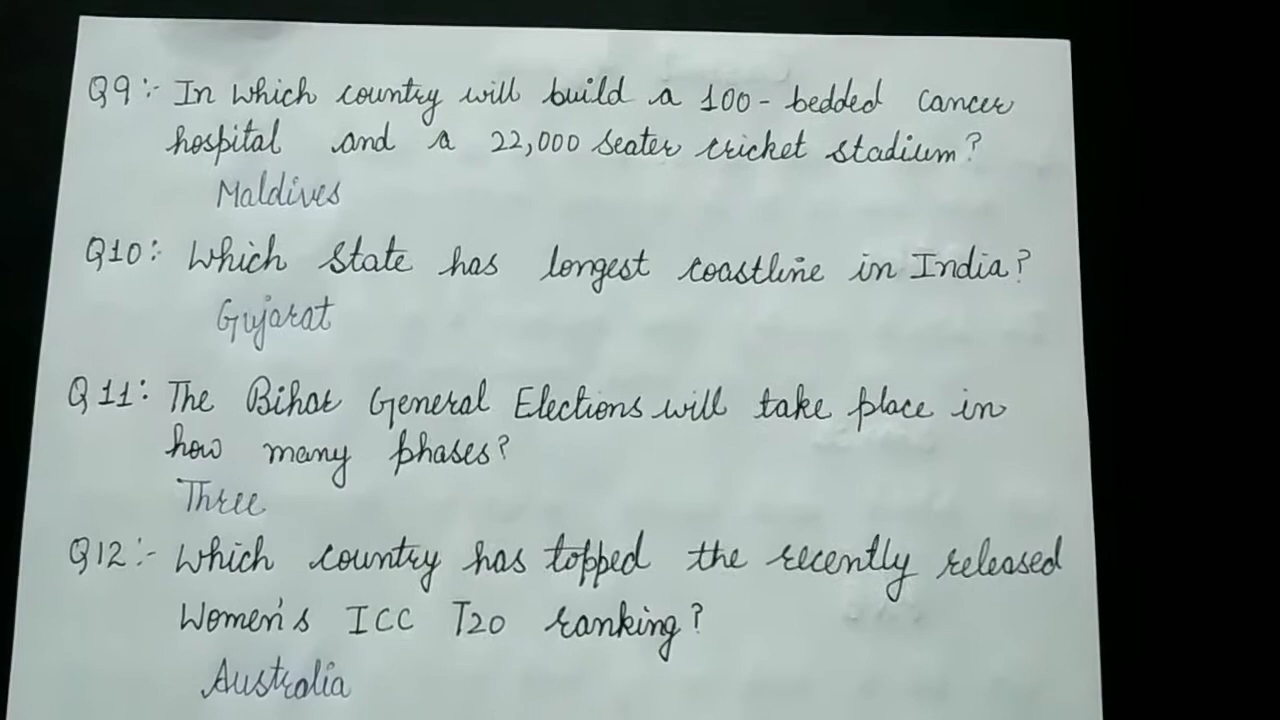 Q9:- In which country will build a 100-bedded cancer
hospital and a 22,000 seater cricket stadium?
Maldives
Q10:- Which state has longest coastline in India?
Gujarat
Q11: The Bihar General Elections will take place in
how many phases?
Three
Q12:- Which country has topped the recently released
Women's ICC T20 ranking?
Australia